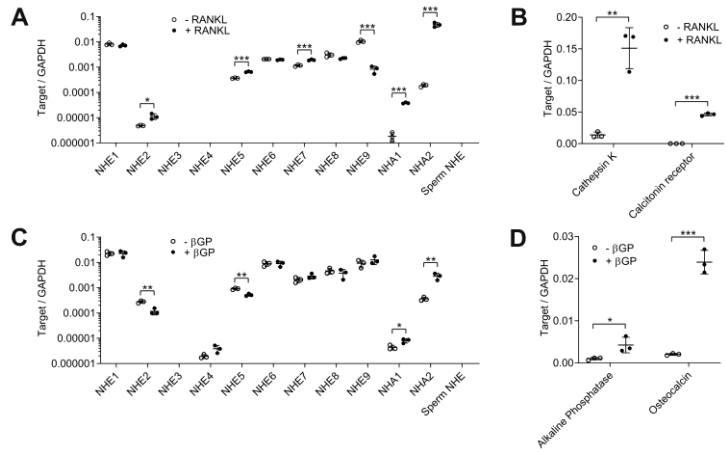 A
- RANKL
+ RANKL
Target / GAPDH
0.1
0.01
0.001
0.0001
0.00001
0.000001
*
***
***
***
***
***
NHE1
NHE2
NHE3
NHE4
NHE5
NHE6
NHE7
NHE8
NHE9
NHA1
NHA2
Sperm NHE
B
- RANKL
+ RANKL
Target / GAPDH
0.20
0.15
0.10
0.05
0.00
**
***
Cathepsin K
Calcitonin receptor
C
- βGP
+ βGP
Target / GAPDH
0.1
0.01
0.001
0.0001
0.00001
0.000001
**
**
*
**
NHE1
NHE2
NHE3
NHE4
NHE5
NHE6
NHE7
NHE8
NHE9
NHA1
NHA2
Sperm NHE
D
- βGP
+ βGP
Target / GAPDH
0.03
0.02
0.01
0.00
*
***
Alkaline Phosphatase
Osteocalcin